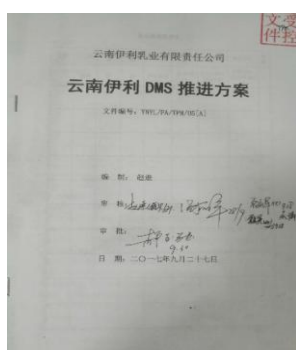 受控
文件
云南伊利乳业有限责任公司
云南伊利 DMS 推进方案
文件编号：YNYL/PA/TPM/05[A]
编 制：赵忠
审 核：
审 批：
日 期：二〇一七年九月二十七日